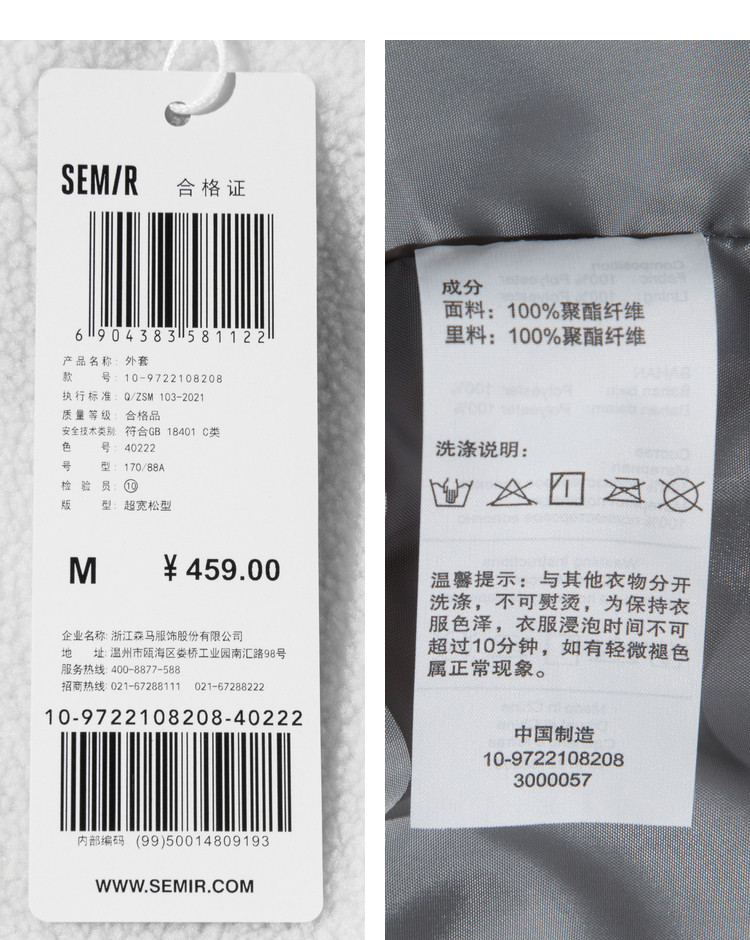 SEMIR 合格证
6 904383 581122
产品名称: 外套
款 号: 10-9722108208
执行标准: Q/ZSM 103-2021
质量等级: 合格品
安全技术类别: 符合GB 18401 C类
色 号: 40222
号 型: 170/88A
检 验 员: ⑩
版 型: 超宽松型
M ¥ 459.00
企业名称: 浙江森马服饰股份有限公司
地 址: 温州市瓯海区娄桥工业园南汇路98号
服务热线: 400-8877-588
招商热线: 021-67288111 021-67288222
10-9722108208-40222
内部编码 (99)50014809193
WWW.SEMIR.COM
成分
面料：100%聚酯纤维
里料：100%聚酯纤维
洗涤说明：
温馨提示：与其他衣物分开
洗涤，不可熨烫，为保持衣
服色泽，衣服浸泡时间不可
超过10分钟，如有轻微褪色
属正常现象。
中国制造
10-9722108208
3000057